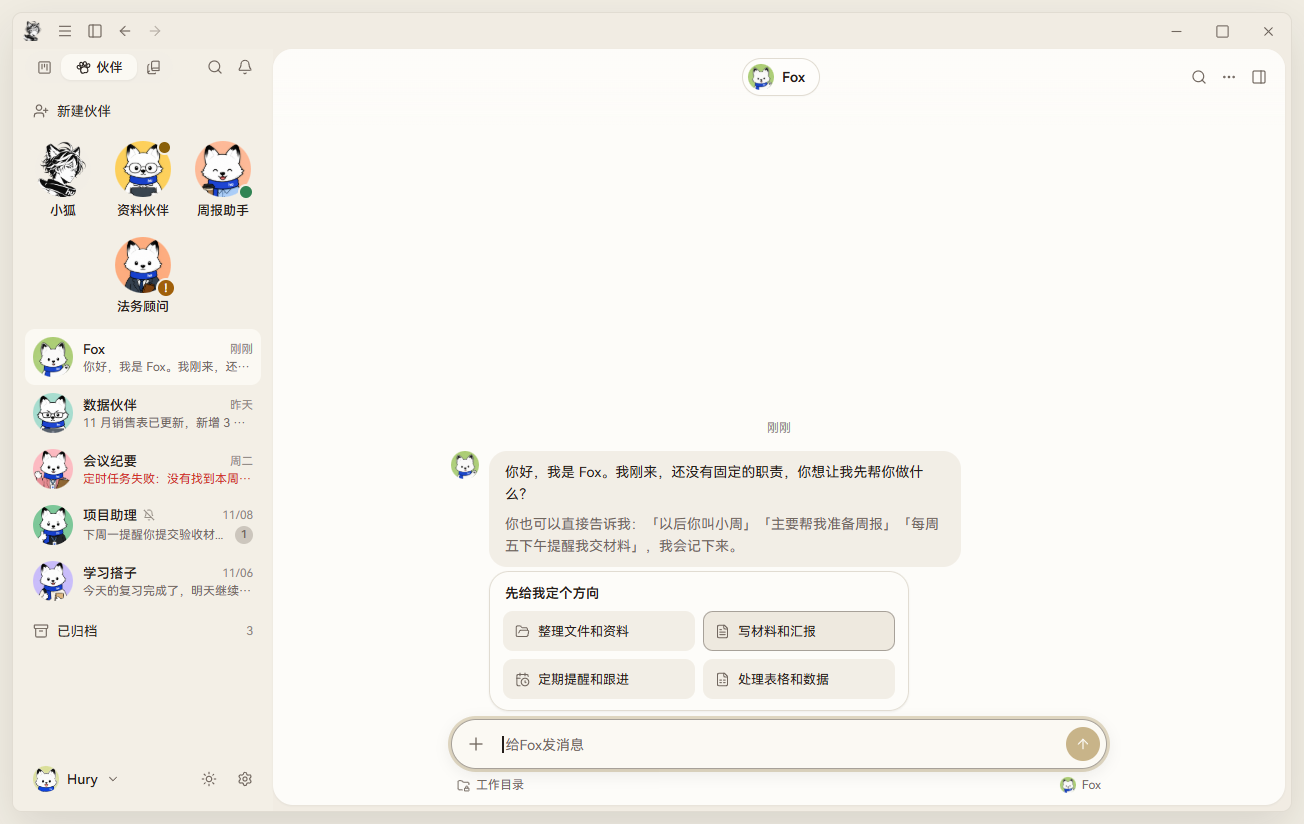 伙伴
新建伙伴
小狐
资料伙伴
周报助手
!
法务顾问
Fox
刚刚
你好，我是 Fox。我刚来，还…
数据伙伴
昨天
11 月销售表已更新，新增 3 …
会议纪要
周二
定时任务失败：没有找到本周…
项目助理
11/08
下周一提醒你提交验收材…
1
学习搭子
11/06
今天的复习完成了，明天继续…
已归档
3
Hury
Fox
刚刚
你好，我是 Fox。我刚来，还没有固定的职责，你想让我先帮你做什
么？
你也可以直接告诉我：「以后你叫小周」「主要帮我准备周报」「每周
五下午提醒我交材料」，我会记下来。
先给我定个方向
整理文件和资料
写材料和汇报
定期提醒和跟进
处理表格和数据
给Fox发消息
工作目录
Fox